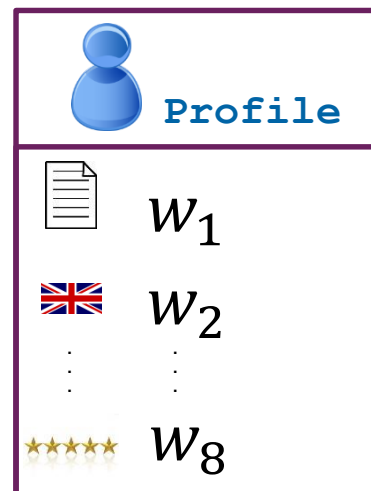 Profile
w₁
w₂
⋮ ⋮
w₈